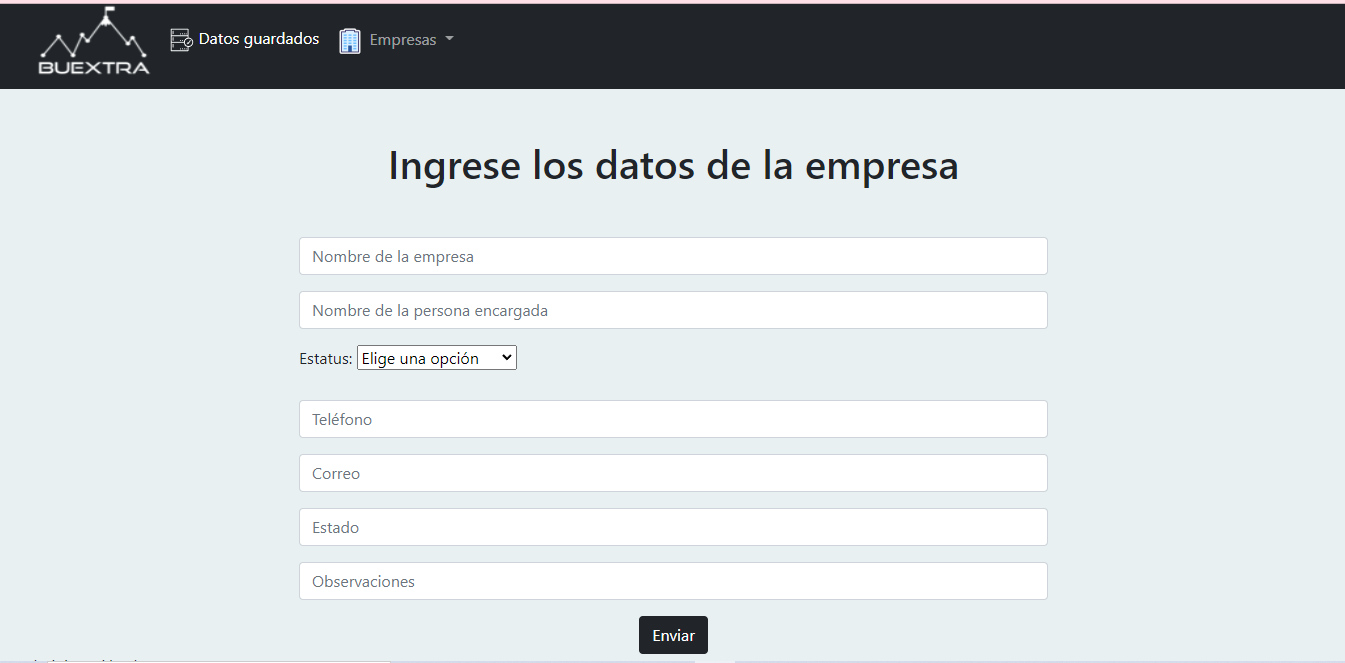 BUEXTRA
Datos guardados
Empresas
Ingrese los datos de la empresa
Nombre de la empresa
Nombre de la persona encargada
Estatus: Elige una opción
Teléfono
Correo
Estado
Observaciones
Enviar